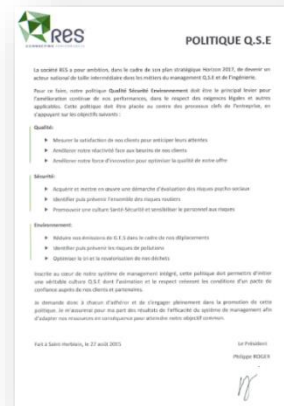 RES
CONNECTING PERFORMANCE
POLITIQUE Q.S.E
La société RES a pour ambition, dans le cadre de son plan stratégique Horizon 2017, de devenir un
acteur national de taille intermédiaire dans les métiers du management Q.S.E et de l'ingénierie.
Pour ce faire, notre politique Qualité Sécurité Environnement doit être le principal levier pour
l'amélioration continue de nos performances, dans le respect des exigences légales et autres
applicables. Cette politique doit être placée au centre des processus clefs de l'entreprise, en
s'appuyant sur les objectifs suivants :
Qualité:
Mesurer la satisfaction de nos clients pour anticiper leurs attentes
Améliorer notre réactivité face aux besoins de nos clients
Améliorer notre force d'innovation pour optimiser la qualité de notre offre
Sécurité:
Acquérir et mettre en œuvre une démarche d'évaluation des risques psycho sociaux
Identifier puis prévenir l'ensemble des risques routiers
Promouvoir une culture Santé Sécurité et sensibiliser le personnel aux risques
Environnement:
Réduire nos émissions de G.E.S dans le cadre de nos déplacements
Identifier puis prévenir les risques de pollutions
Optimiser le tri et la revalorisation de nos déchets
Inscrite au cœur de notre système de management intégré, cette politique doit permettre d'initier
une véritable culture Q.S.E dont l'animation et le respect créeront les conditions d'un pacte de
confiance auprès de nos clients et partenaires.
Je demande donc à chacun d'adhérer et de s'engager pleinement dans la promotion de cette
politique. Je m'assurerai pour ma part des résultats de l'efficacité du système de management afin
d'adapter nos ressources en conséquence pour atteindre notre objectif commun.
Fait à Saint-Herblain, le 27 août 2015
Le Président
Philippe ROGER